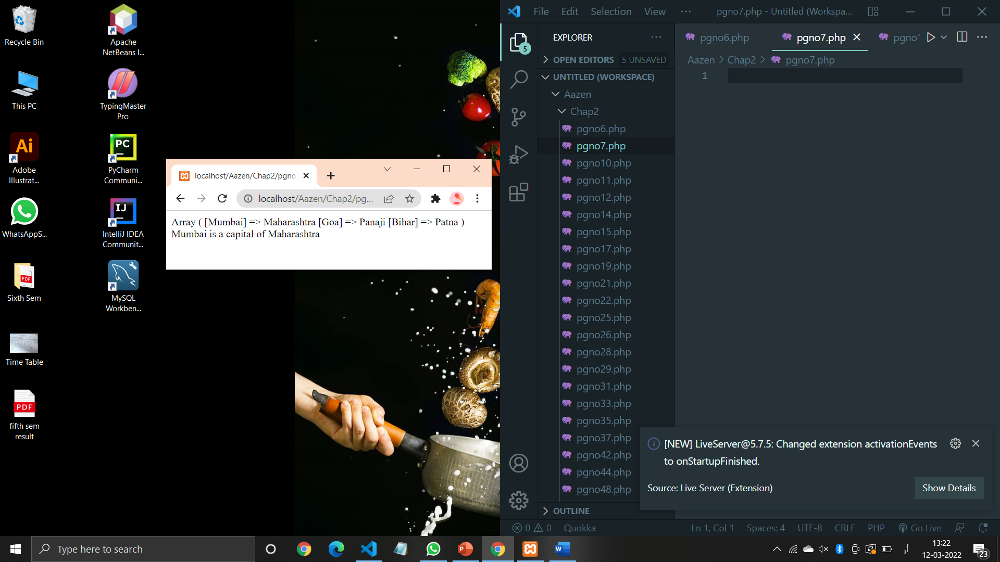 Recycle Bin
Apache
NetBeans I...
This PC
TypingMaster
Pro
Ai
Adobe
Illustrat...
PC
PyCharm
Communi...
WhatsAppS...
IJ
IntelliJ IDEA
Communit...
PDF
Sixth Sem
MySQL
Workben...
Time Table
PDF
fifth sem
result
localhost/Aazen/Chap2/pgno
localhost/Aazen/Chap2/pg...
Array ( [Mumbai] => Maharashtra [Goa] => Panaji [Bihar] => Patna )
Mumbai is a capital of Maharashtra
File Edit Selection View ··· pgno7.php - Untitled (Workspa...
5
EXPLORER ···
OPEN EDITORS 5 UNSAVED
UNTITLED (WORKSPACE)
Aazen
Chap2
pgno6.php
pgno7.php
pgno10.php
pgno11.php
pgno12.php
pgno14.php
pgno15.php
pgno17.php
pgno19.php
pgno21.php
pgno22.php
pgno25.php
pgno26.php
pgno28.php
pgno29.php
pgno31.php
pgno33.php
pgno35.php
pgno37.php
pgno42.php
pgno44.php
pgno48.php
OUTLINE
pgno6.php pgno7.php pgno
Aazen > Chap2 > pgno7.php
1
[NEW] LiveServer@5.7.5: Changed extension activationEvents
to onStartupFinished.
Source: Live Server (Extension) Show Details
0 0 Quokka Ln 1, Col 1 Spaces: 4 UTF-8 CRLF PHP Go Live
Type here to search
13:22
12-03-2022
23